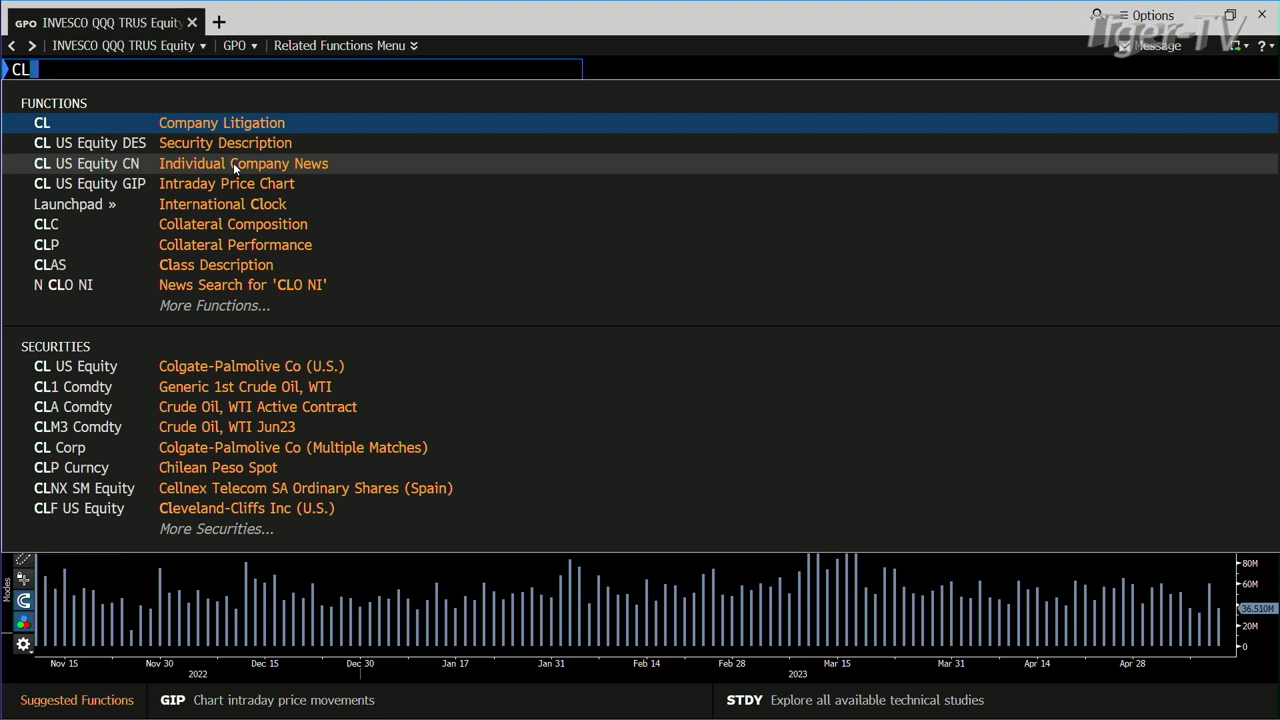 GPO INVESCO QQQ TRUS Equity
Options
INVESCO QQQ TRUS Equity GPO Related Functions Menu
Message
Tiger-TV
CL
FUNCTIONS
CL Company Litigation
CL US Equity DES Security Description
CL US Equity CN Individual Company News
CL US Equity GIP Intraday Price Chart
Launchpad » International Clock
CLC Collateral Composition
CLP Collateral Performance
CLAS Class Description
N CLO NI News Search for 'CLO NI'
More Functions...
SECURITIES
CL US Equity Colgate-Palmolive Co (U.S.)
CL1 Comdty Generic 1st Crude Oil, WTI
CLA Comdty Crude Oil, WTI Active Contract
CLM3 Comdty Crude Oil, WTI Jun23
CL Corp Colgate-Palmolive Co (Multiple Matches)
CLP Curncy Chilean Peso Spot
CLNX SM Equity Cellnex Telecom SA Ordinary Shares (Spain)
CLF US Equity Cleveland-Cliffs Inc (U.S.)
More Securities...
Modes
80M
60M
36.510M
20M
0
Nov 15 Nov 30 Dec 15 Dec 30 Jan 17 Jan 31 Feb 14 Feb 28 Mar 15 Mar 31 Apr 14 Apr 28
2022 2023
Suggested Functions GIP Chart intraday price movements STDY Explore all available technical studies